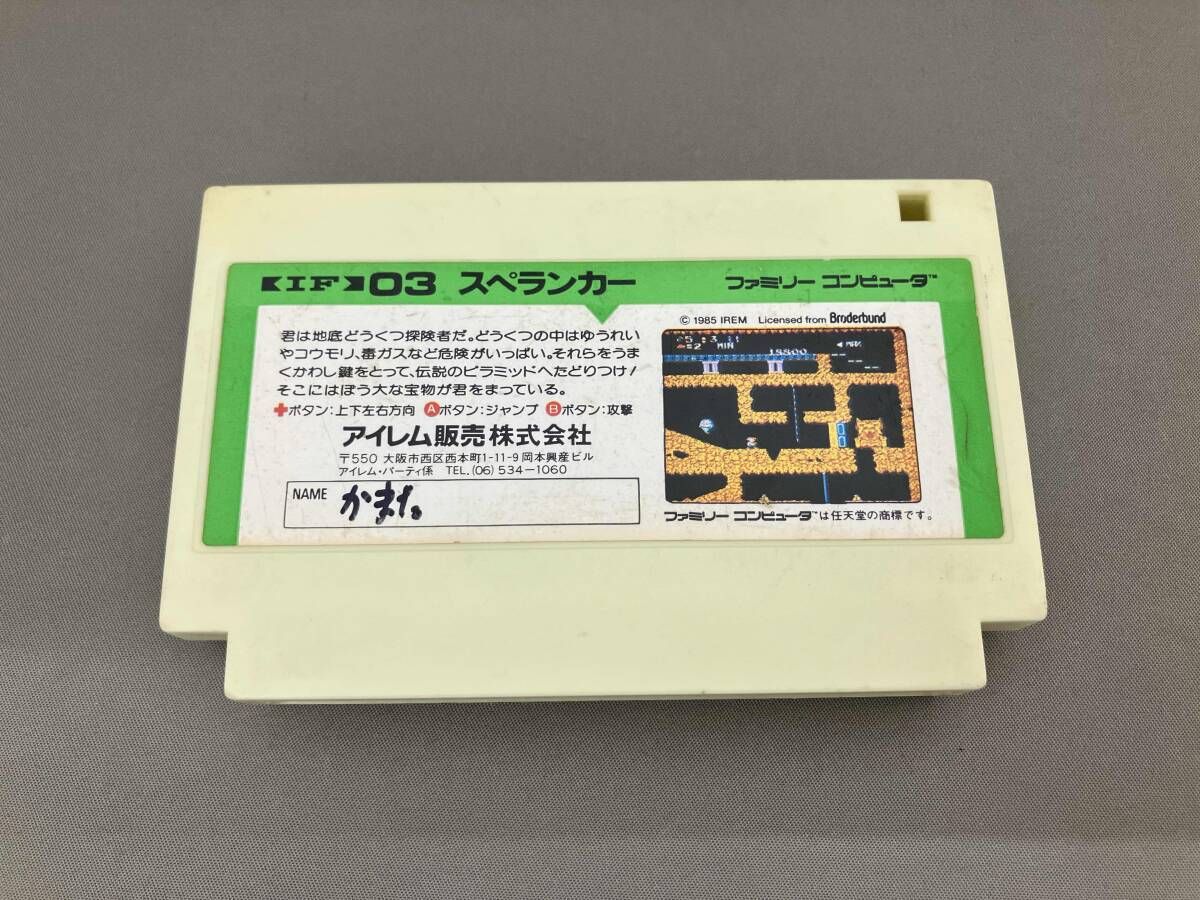 【IF】03 スペランカー
ファミリー コンピュータ™
君は地底どうくつ探険者だ。どうくつの中はゆうれい
やコウモリ、毒ガスなど危険がいっぱい。それらをうま
くかわし鍵をとって、伝説のピラミッドへたどりつけ!
そこにはぼう大な宝物が君をまっている。
✚ボタン:上下左右方向 Ⓐボタン:ジャンプ Ⓑボタン:攻撃
アイレム販売株式会社
〒550 大阪市西区西本町1-11-9 岡本興産ビル
アイレム・パーティ係 TEL.(06)534-1060
NAME かまた。
© 1985 IREM Licensed from Brøderbund
MIN
18800
◀ MAX
ファミリー コンピュータ™は任天堂の商標です。